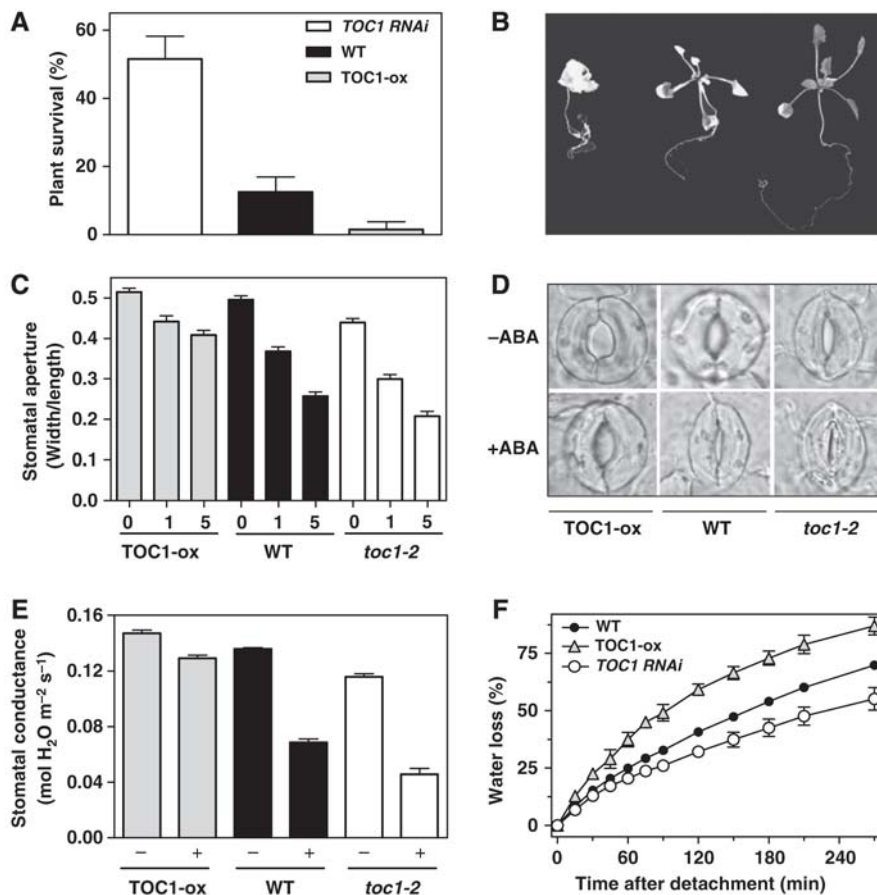 A
Plant survival (%)
60
40
20
0
TOC1 RNAi
WT
TOC1-ox
B
C
Stomatal aperture
(Width/length)
0.5
0.4
0.3
0.2
0.0
0 1 5 0 1 5 0 1 5
TOC1-ox WT toc1-2
D
–ABA
+ABA
TOC1-ox WT toc1-2
E
Stomatal conductance
(mol H₂O m⁻² s⁻¹)
0.16
0.12
0.08
0.04
0.00
– + – + – +
TOC1-ox WT toc1-2
F
WT
TOC1-ox
TOC1 RNAi
Water loss (%)
100
75
50
25
0
0 60 120 180 240
Time after detachment (min)